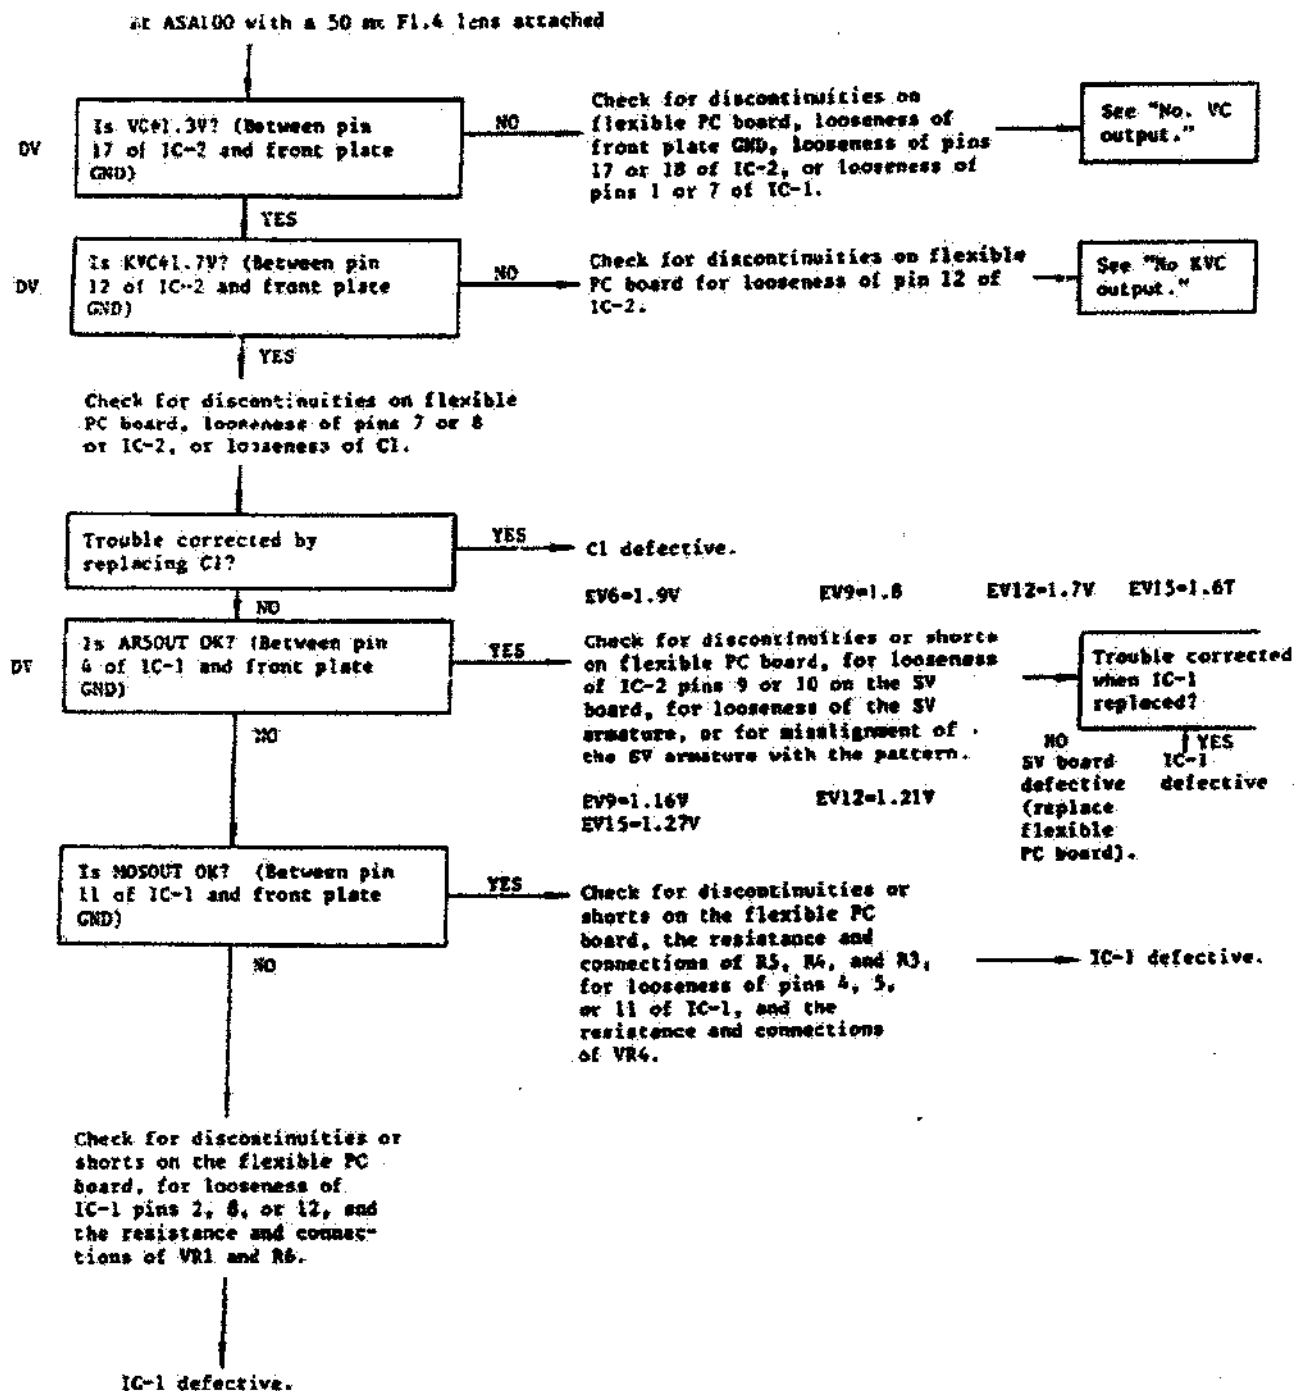 at ASA100 with a 50 mm F1.4 lens attached
DV
Is VC≑1.3V? (Between pin
17 of IC-2 and front plate
GND)
NO
Check for discontinuities on
flexible PC board, looseness of
front plate GND, looseness of pins
17 or 18 of IC-2, or looseness of
pins 1 or 7 of IC-1.
See "No. VC
output."
YES
DV
Is KVC≑1.7V? (Between pin
12 of IC-2 and front plate
GND)
NO
Check for discontinuities on flexible
PC board for looseness of pin 12 of
IC-2.
See "No KVC
output."
YES
Check for discontinuities on flexible
PC board, looseness of pins 7 or 8
or IC-2, or looseness of C1.
Trouble corrected by
replacing C1?
YES
C1 defective.
NO
EV6=1.9V EV9=1.8 EV12=1.7V EV15=1.6T
DV
Is AR5OUT OK? (Between pin
4 of IC-1 and front plate
GND)
YES
Check for discontinuities or shorts
on flexible PC board, for looseness
of IC-2 pins 9 or 10 on the SV
board, for looseness of the SV
armature, or for misalignment of
the SV armature with the pattern.
Trouble corrected
when IC-1
replaced?
NO
SV board
defective
(replace
flexible
PC board).
YES
IC-1
defective
NO
EV9=1.16V EV12=1.21V
EV15=1.27V
Is MOSOUT OK? (Between pin
11 of IC-1 and front plate
GND)
YES
Check for discontinuities or
shorts on the flexible PC
board, the resistance and
connections of R5, R4, and R3,
for looseness of pins 4, 5,
or 11 of IC-1, and the
resistance and connections
of VR4.
IC-1 defective.
NO
Check for discontinuities or
shorts on the flexible PC
board, for looseness of
IC-1 pins 2, 8, or 12, and
the resistance and connec-
tions of VR1 and R6.
IC-1 defective.